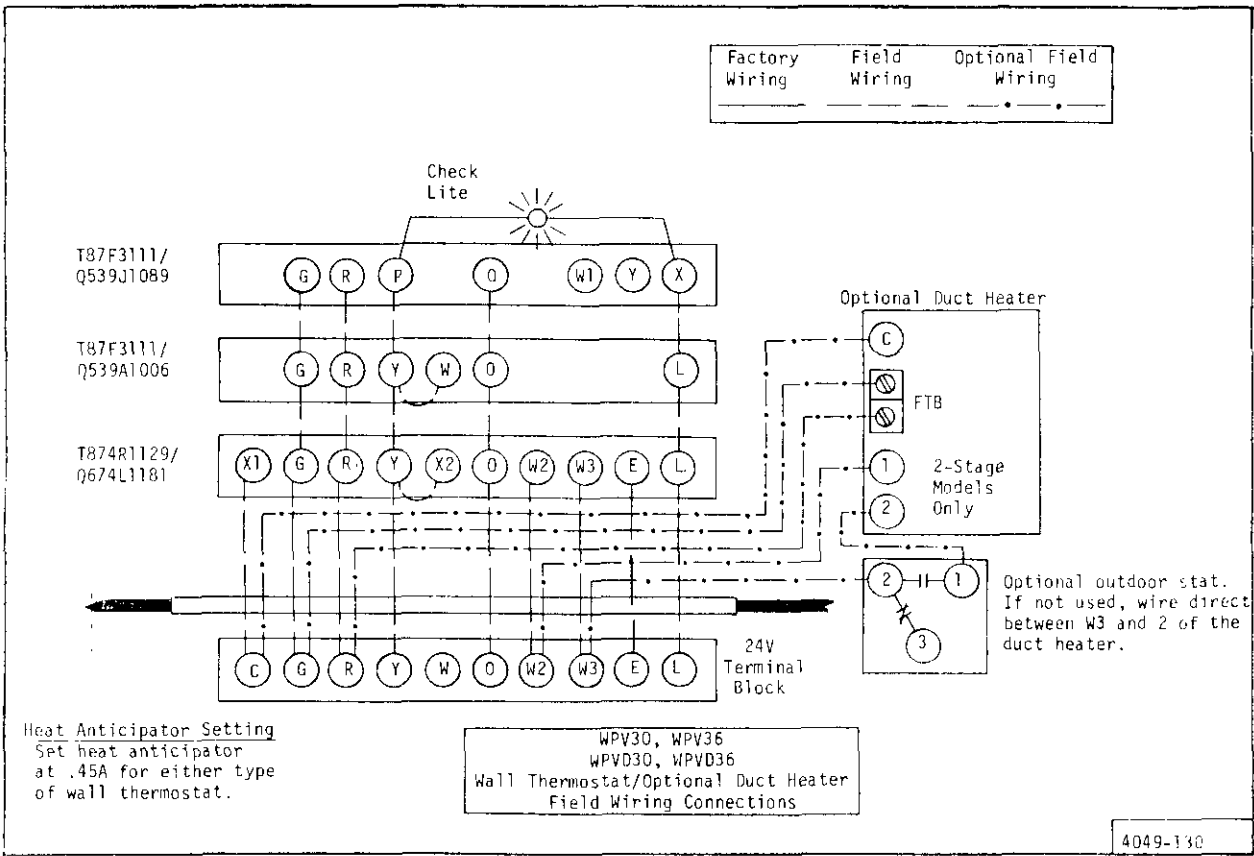 Factory Field Optional Field
Wiring Wiring Wiring
Check
Lite
T87F3111/
Q539J1089
G R P O W1 Y X
Optional Duct Heater
C
FTB
1
2
2-Stage
Models
Only
T87F3111/
Q539A1006
G R Y W O L
T874R1129/
Q674L1181
X1 G R Y X2 O W2 W3 E L
2 1
3
Optional outdoor stat.
If not used, wire direct
between W3 and 2 of the
duct heater.
C G R Y W O W2 W3 E L
24V
Terminal
Block
Heat Anticipator Setting
Set heat anticipator
at .45A for either type
of wall thermostat.
WPV30, WPV36
WPVD30, WPVD36
Wall Thermostat/Optional Duct Heater
Field Wiring Connections
4049-130